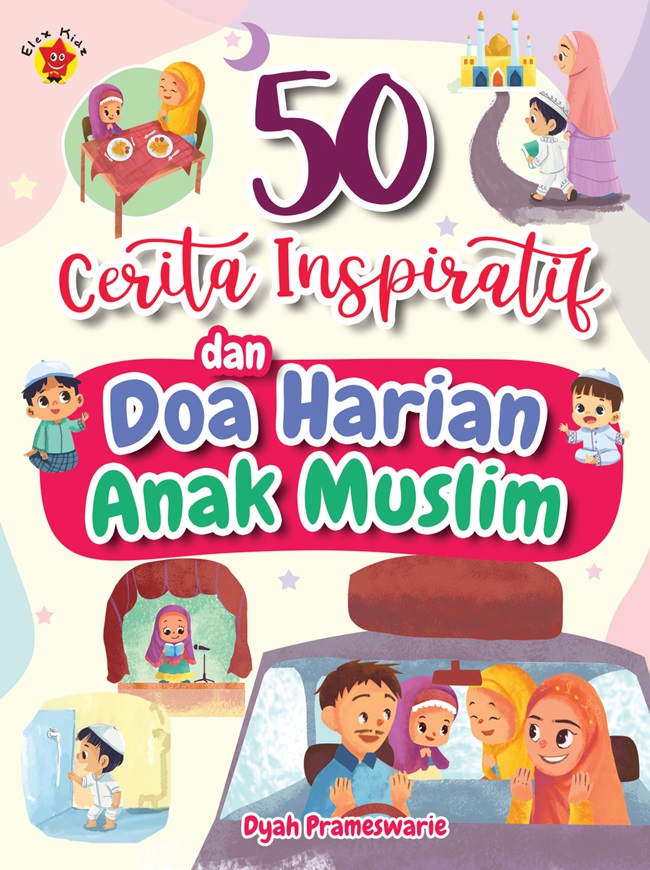 Elex Kidz
50
Cerita Inspiratif
dan
Doa Harian
Anak Muslim
Dyah Prameswarie